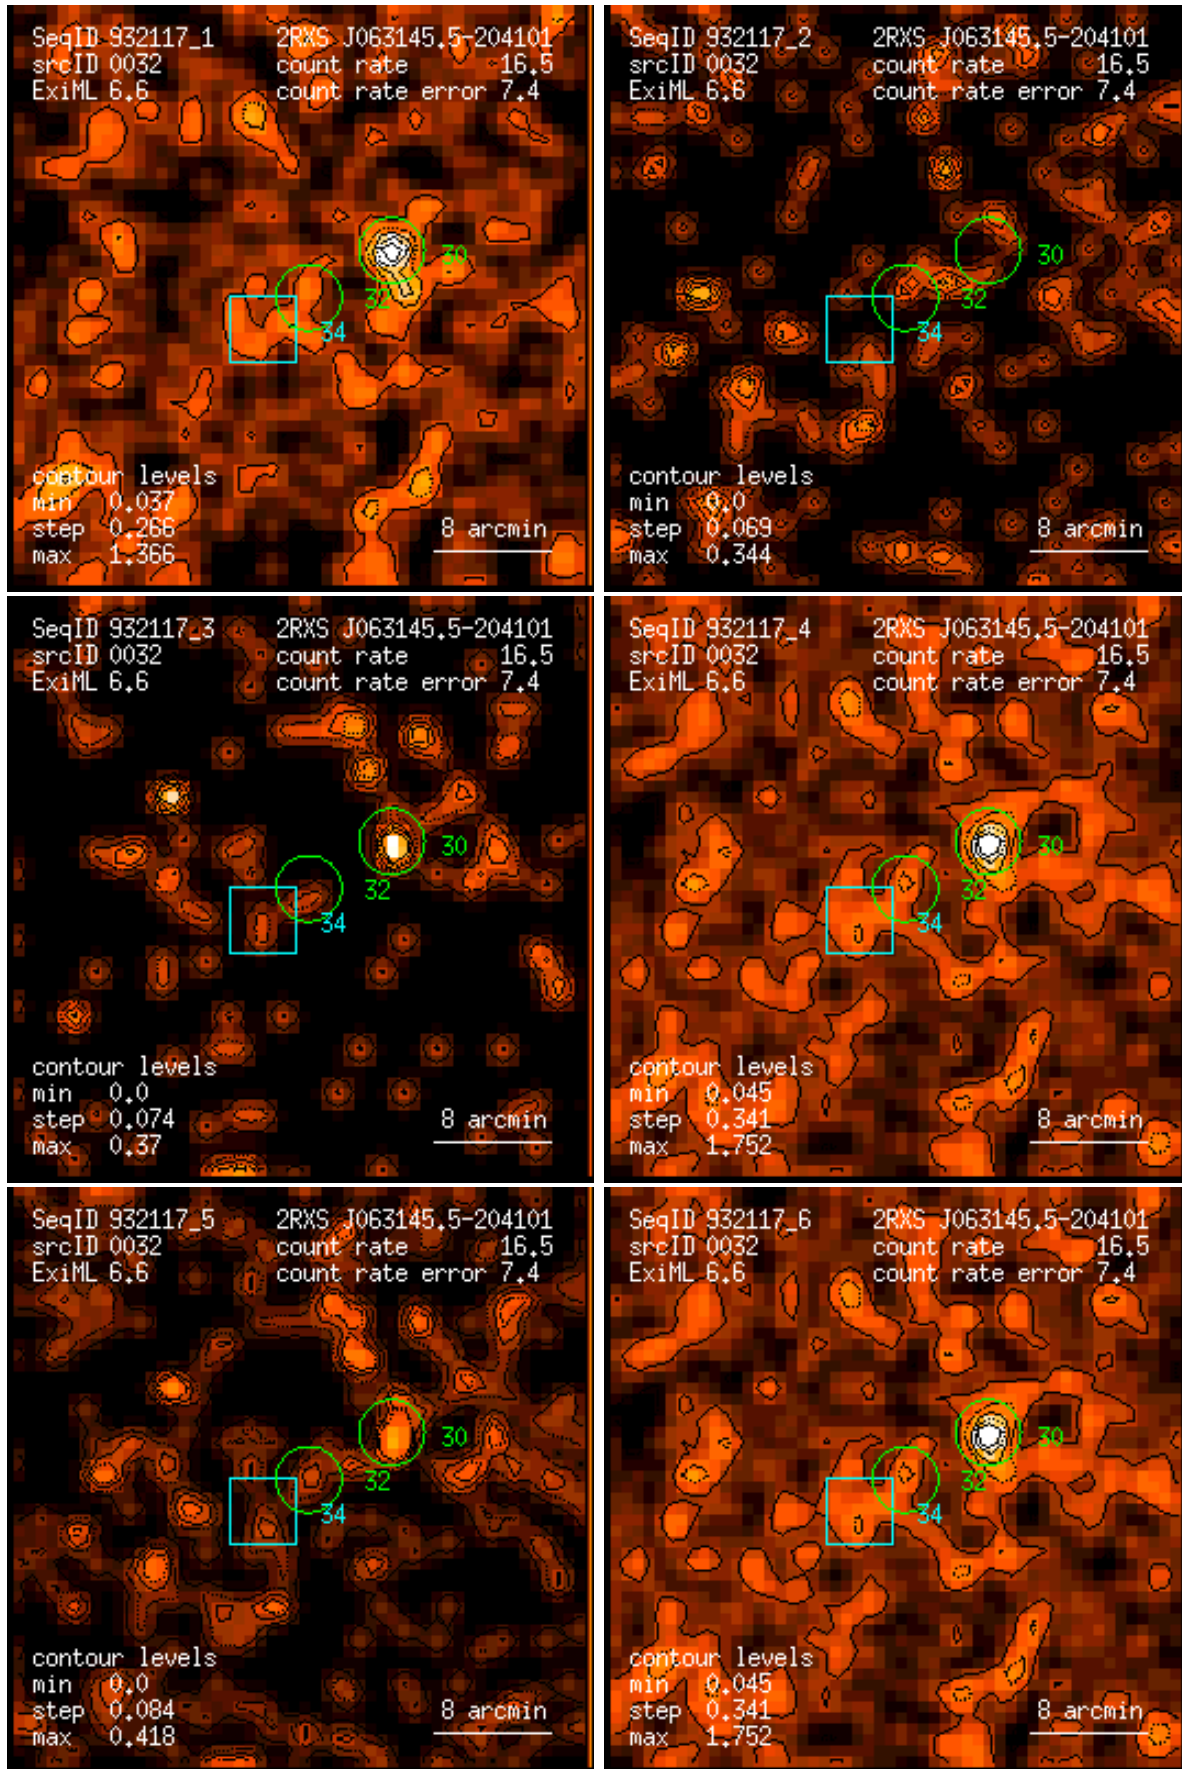 SeqID 932117_1 2RXS J063145.5-204101
srcID 0032 count rate 16.5
ExiML 6.6 count rate error 7.4
30
32
34
contour levels
min 0.037
step 0.266 8 arcmin
max 1.366
SeqID 932117_2 2RXS J063145.5-204101
srcID 0032 count rate 16.5
ExiML 6.6 count rate error 7.4
30
32
34
contour levels
min 0.0
step 0.069 8 arcmin
max 0.344
SeqID 932117_3 2RXS J063145.5-204101
srcID 0032 count rate 16.5
ExiML 6.6 count rate error 7.4
30
32
34
contour levels
min 0.0
step 0.074 8 arcmin
max 0.37
SeqID 932117_4 2RXS J063145.5-204101
srcID 0032 count rate 16.5
ExiML 6.6 count rate error 7.4
30
32
34
contour levels
min 0.045
step 0.341 8 arcmin
max 1.752
SeqID 932117_5 2RXS J063145.5-204101
srcID 0032 count rate 16.5
ExiML 6.6 count rate error 7.4
30
32
34
contour levels
min 0.0
step 0.084 8 arcmin
max 0.418
SeqID 932117_6 2RXS J063145.5-204101
srcID 0032 count rate 16.5
ExiML 6.6 count rate error 7.4
30
32
34
contour levels
min 0.045
step 0.341 8 arcmin
max 1.752